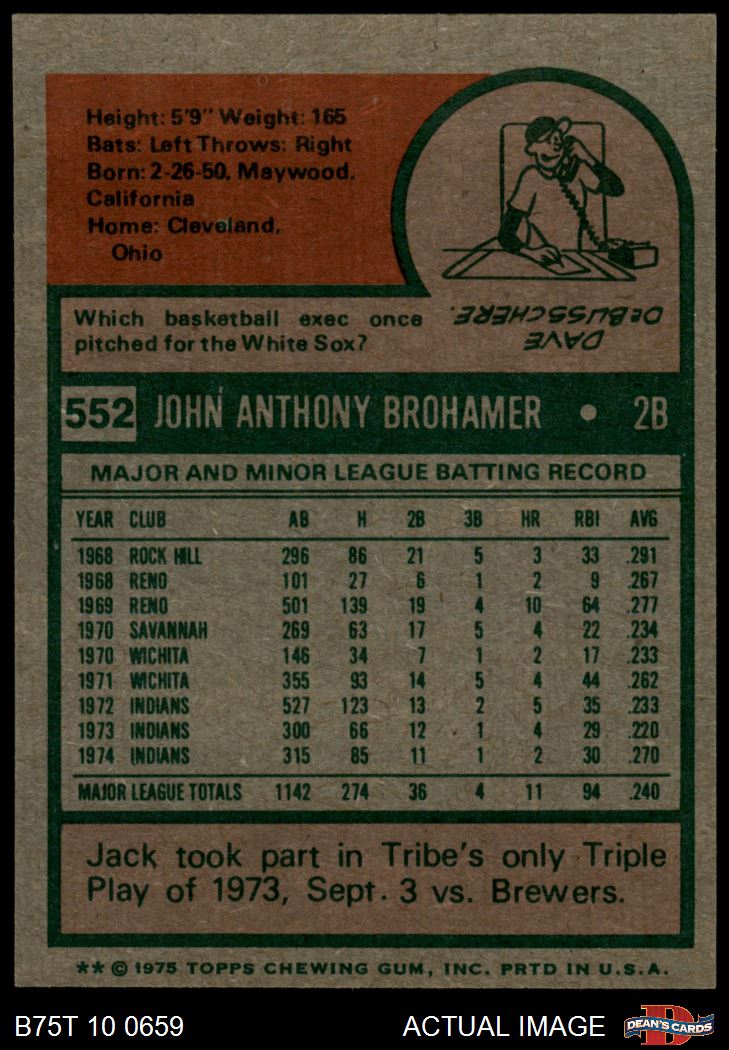 Height: 5'9" Weight: 165
Bats: Left Throws: Right
Born: 2-26-50, Maywood,
California
Home: Cleveland,
Ohio
Which basketball exec once
pitched for the White Sox?
DAVE
DeBUSSCHERE.
552 JOHN ANTHONY BROHAMER • 2B
MAJOR AND MINOR LEAGUE BATTING RECORD
YEAR CLUB AB H 2B 3B HR RBI AVG
1968 ROCK HILL 296 86 21 5 3 33 .291
1968 RENO 101 27 6 1 2 9 .267
1969 RENO 501 139 19 4 10 64 .277
1970 SAVANNAH 269 63 17 5 4 22 .234
1970 WICHITA 146 34 7 1 2 17 .233
1971 WICHITA 355 93 14 5 4 44 .262
1972 INDIANS 527 123 13 2 5 35 .233
1973 INDIANS 300 66 12 1 4 29 .220
1974 INDIANS 315 85 11 1 2 30 .270
MAJOR LEAGUE TOTALS 1142 274 36 4 11 94 .240
Jack took part in Tribe's only Triple
Play of 1973, Sept. 3 vs. Brewers.
** © 1975 TOPPS CHEWING GUM, INC. PRTD IN U.S.A.
B75T 10 0659 ACTUAL IMAGE
DEAN'S CARDS